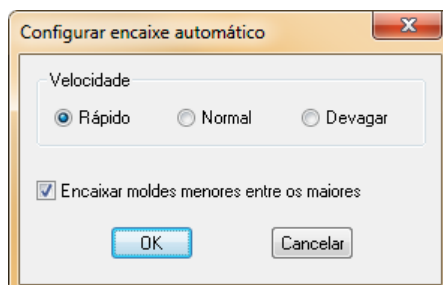 Configurar encaixe automático
Velocidade
Rápido Normal Devagar
Encaixar moldes menores entre os maiores
OK Cancelar